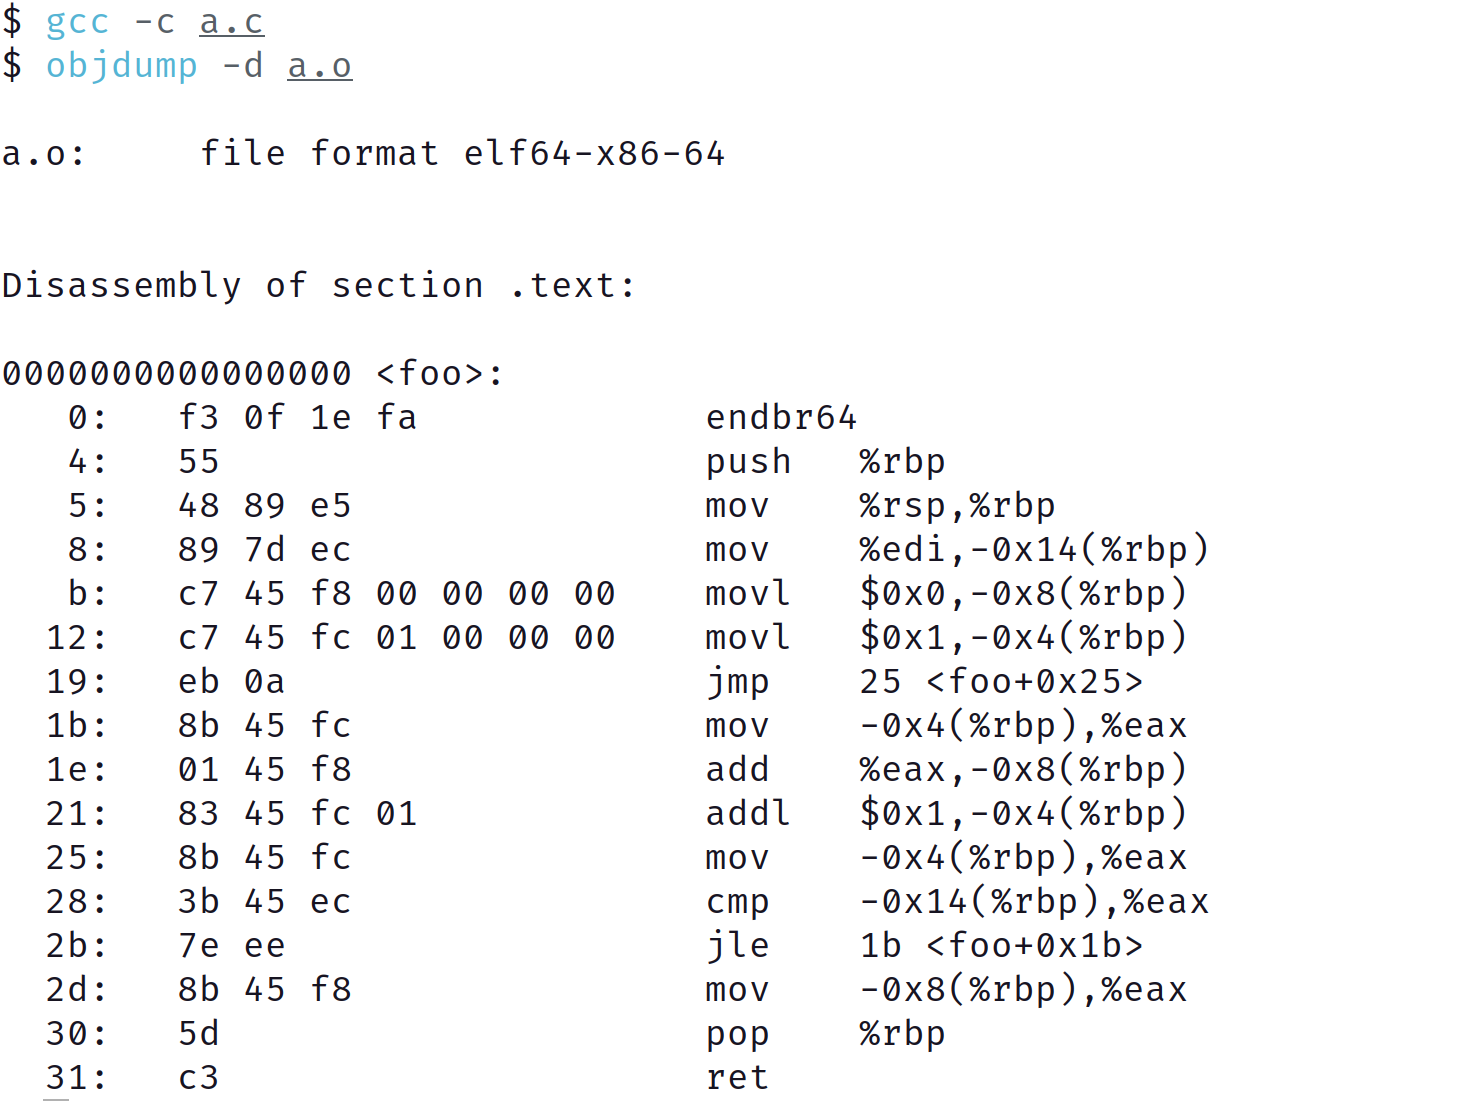 $ gcc -c a.c
$ objdump -d a.o

a.o:     file format elf64-x86-64


Disassembly of section .text:

0000000000000000 <foo>:
   0:   f3 0f 1e fa             endbr64
   4:   55                      push   %rbp
   5:   48 89 e5                mov    %rsp,%rbp
   8:   89 7d ec                mov    %edi,-0x14(%rbp)
   b:   c7 45 f8 00 00 00 00    movl   $0x0,-0x8(%rbp)
  12:   c7 45 fc 01 00 00 00    movl   $0x1,-0x4(%rbp)
  19:   eb 0a                   jmp    25 <foo+0x25>
  1b:   8b 45 fc                mov    -0x4(%rbp),%eax
  1e:   01 45 f8                add    %eax,-0x8(%rbp)
  21:   83 45 fc 01             addl   $0x1,-0x4(%rbp)
  25:   8b 45 fc                mov    -0x4(%rbp),%eax
  28:   3b 45 ec                cmp    -0x14(%rbp),%eax
  2b:   7e ee                   jle    1b <foo+0x1b>
  2d:   8b 45 f8                mov    -0x8(%rbp),%eax
  30:   5d                      pop    %rbp
  31:   c3                      ret